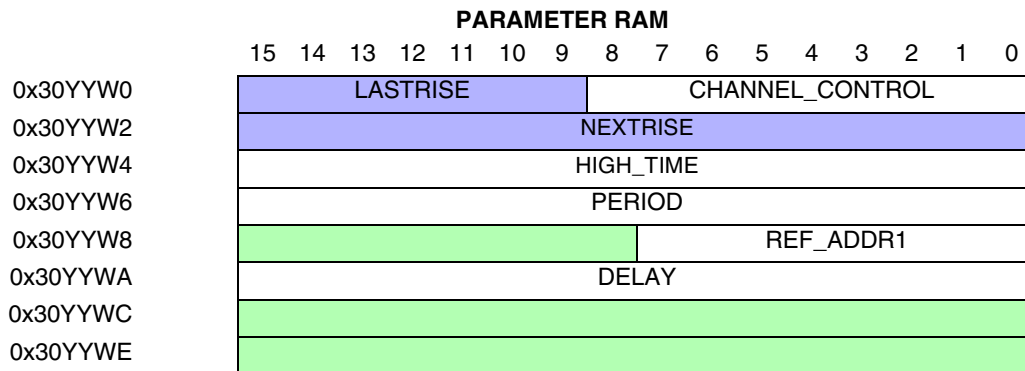 PARAMETER RAM
15 14 13 12 11 10 9 8 7 6 5 4 3 2 1 0
0x30YYW0 LASTRISE CHANNEL_CONTROL
0x30YYW2 NEXTRISE
0x30YYW4 HIGH_TIME
0x30YYW6 PERIOD
0x30YYW8 REF_ADDR1
0x30YYWA DELAY
0x30YYWC
0x30YYWE